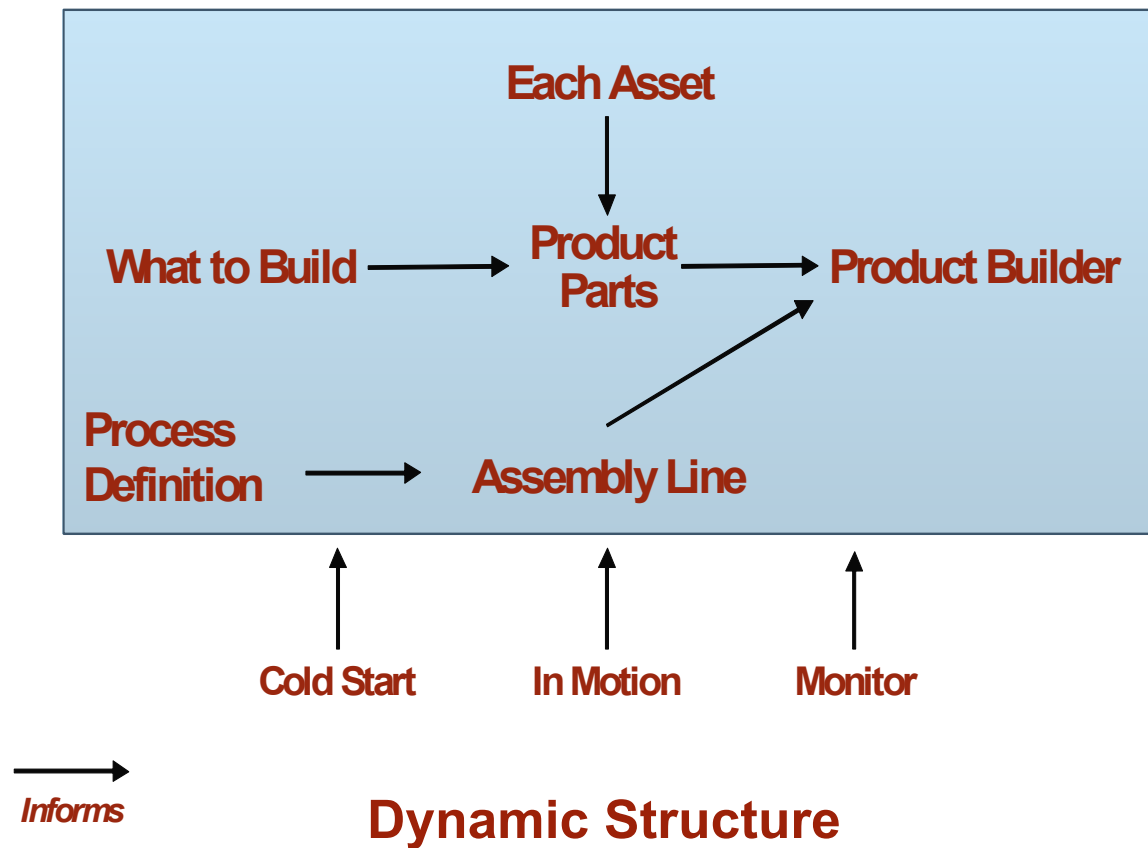 Each Asset
What to Build
Product
Parts
Product Builder
Process
Definition
Assembly Line
Cold Start
In Motion
Monitor
Informs
Dynamic Structure